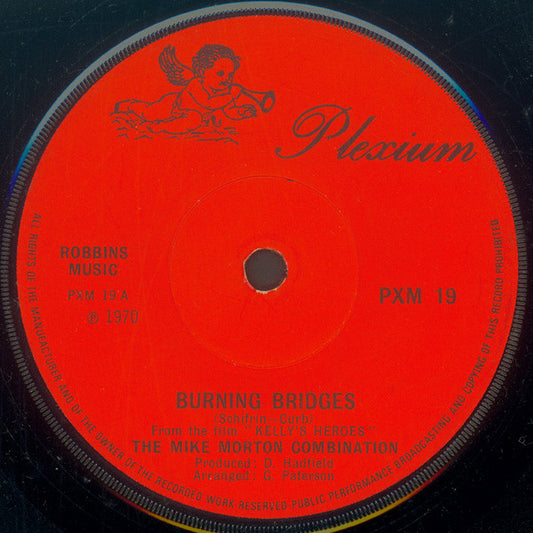 Plexium
ROBBINS
MUSIC
PXM 19 A
℗ 1970
PXM 19
BURNING BRIDGES
(Schifrin—Curb)
From the film "KELLY'S HEROES"
THE MIKE MORTON COMBINATION
Produced: D. Hadfield
Arranged: G. Paterson
ALL RIGHTS OF THE MANUFACTURER AND OF THE OWNER OF THE RECORDED WORK RESERVED PUBLIC PERFORMANCE BROADCASTING AND COPYING OF THIS RECORD PROHIBITED